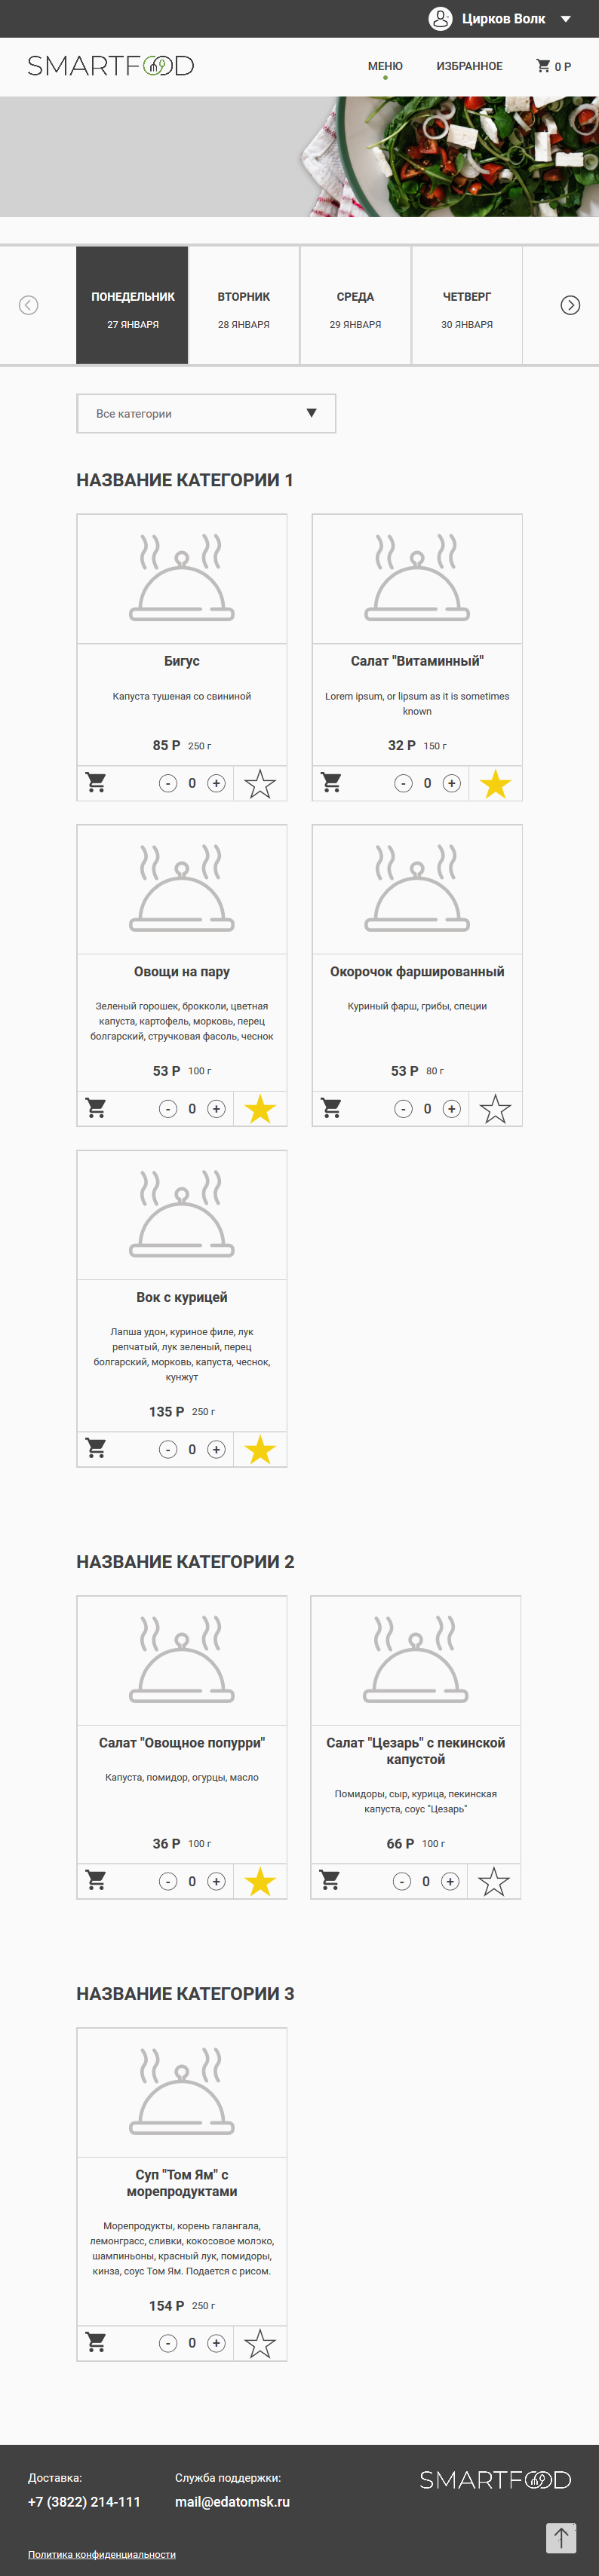 Цирков Волк
SMARTFOOD
МЕНЮ
ИЗБРАННОЕ
0 Р
ПОНЕДЕЛЬНИК
27 ЯНВАРЯ
ВТОРНИК
28 ЯНВАРЯ
СРЕДА
29 ЯНВАРЯ
ЧЕТВЕРГ
30 ЯНВАРЯ
Все категории
НАЗВАНИЕ КАТЕГОРИИ 1
Бигус
Капуста тушеная со свининой
85 Р 250 г
- 0 +
Салат "Витаминный"
Lorem ipsum, or lipsum as it is sometimes
known
32 Р 150 г
- 0 +
Овощи на пару
Зеленый горошек, брокколи, цветная
капуста, картофель, морковь, перец
болгарский, стручковая фасоль, чеснок
53 Р 100 г
- 0 +
Окорочок фаршированный
Куриный фарш, грибы, специи
53 Р 80 г
- 0 +
Вок с курицей
Лапша удон, куриное филе, лук
репчатый, лук зеленый, перец
болгарский, морковь, капуста, чеснок,
кунжут
135 Р 250 г
- 0 +
НАЗВАНИЕ КАТЕГОРИИ 2
Салат "Овощное попурри"
Капуста, помидор, огурцы, масло
36 Р 100 г
- 0 +
Салат "Цезарь" с пекинской
капустой
Помидоры, сыр, курица, пекинская
капуста, соус "Цезарь"
66 Р 100 г
- 0 +
НАЗВАНИЕ КАТЕГОРИИ 3
Суп "Том Ям" с
морепродуктами
Морепродукты, корень галангала,
лемонграсс, сливки, кокосовое молоко,
шампиньоны, красный лук, помидоры,
кинза, соус Том Ям. Подается с рисом.
154 Р 250 г
- 0 +
Доставка:
+7 (3822) 214-111
Служба поддержки:
mail@edatomsk.ru
SMARTFOOD
Политика конфиденциальности